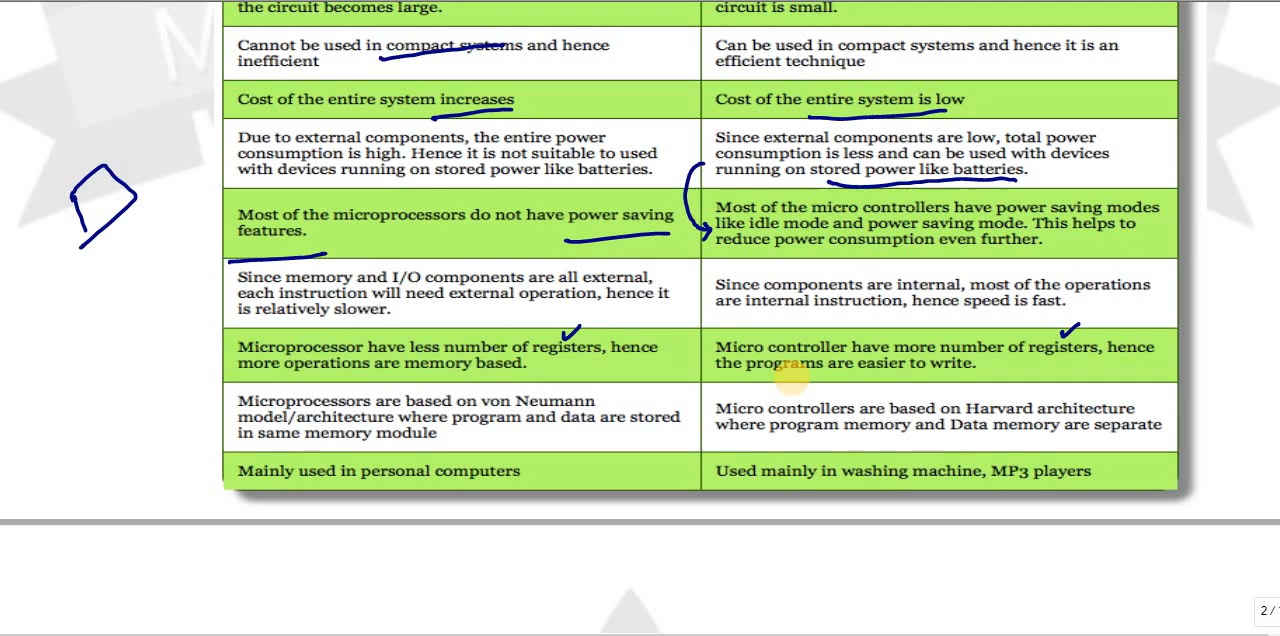 the circuit becomes large.
circuit is small.
Cannot be used in compact systems and hence
inefficient
Can be used in compact systems and hence it is an
efficient technique
Cost of the entire system increases
Cost of the entire system is low
Due to external components, the entire power
consumption is high. Hence it is not suitable to used
with devices running on stored power like batteries.
Since external components are low, total power
consumption is less and can be used with devices
running on stored power like batteries.
Most of the microprocessors do not have power saving
features.
Most of the micro controllers have power saving modes
like idle mode and power saving mode. This helps to
reduce power consumption even further.
Since memory and I/O components are all external,
each instruction will need external operation, hence it
is relatively slower.
Since components are internal, most of the operations
are internal instruction, hence speed is fast.
Microprocessor have less number of registers, hence
more operations are memory based.
Micro controller have more number of registers, hence
the programs are easier to write.
Microprocessors are based on von Neumann
model/architecture where program and data are stored
in same memory module
Micro controllers are based on Harvard architecture
where program memory and Data memory are separate
Mainly used in personal computers
Used mainly in washing machine, MP3 players
2 /